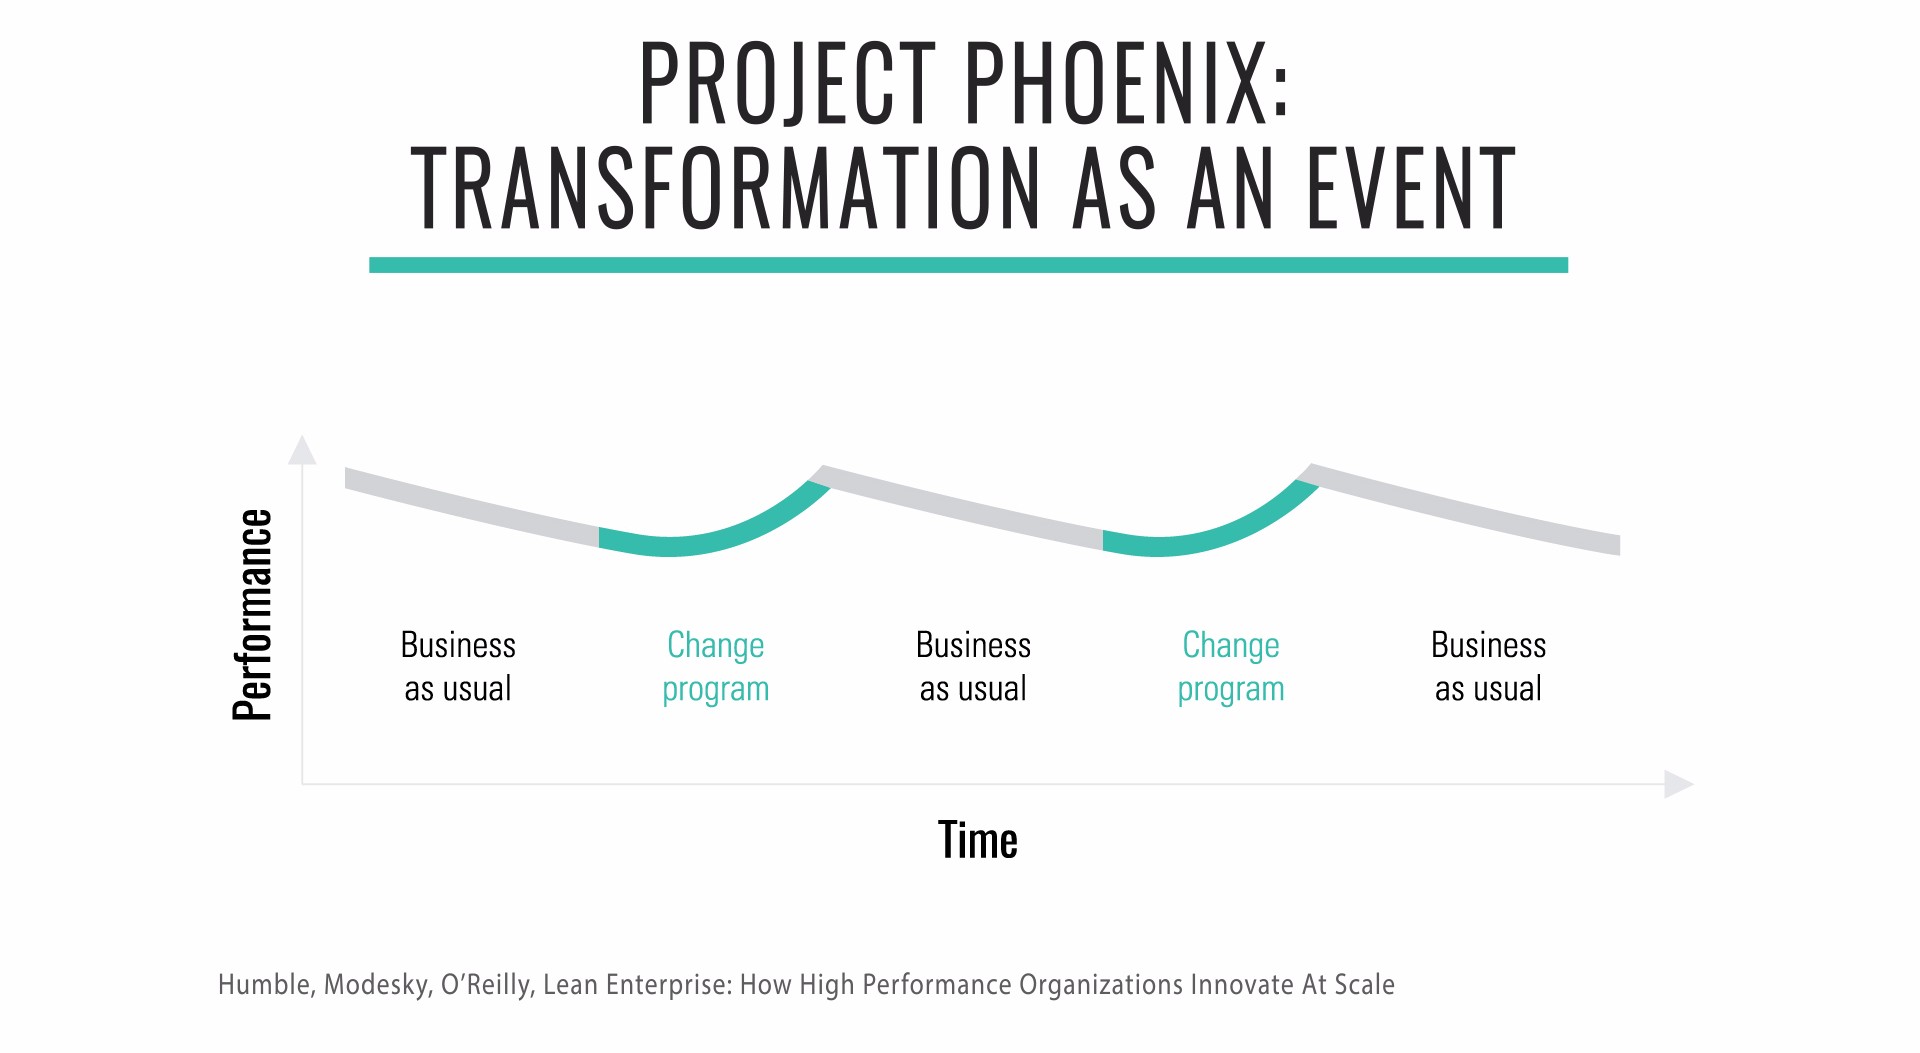 PROJECT PHOENIX:
TRANSFORMATION AS AN EVENT
Performance
Business
as usual
Change
program
Business
as usual
Change
program
Business
as usual
Time
Humble, Modesky, O’Reilly, Lean Enterprise: How High Performance Organizations Innovate At Scale